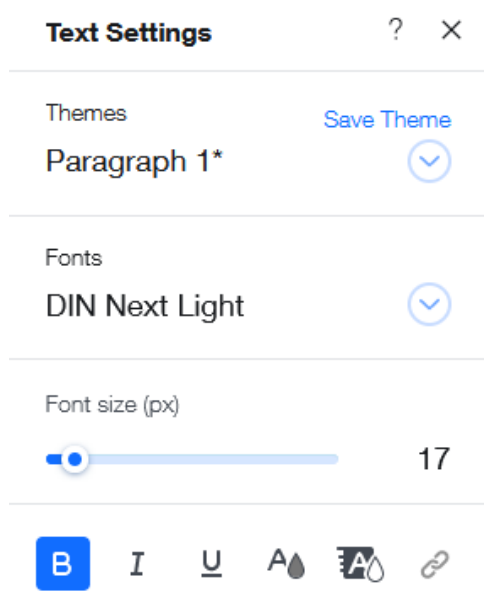 Text Settings ?
Themes
Save Theme
Paragraph 1*
Fonts
DIN Next Light
Font size (px)
17
B I U A A